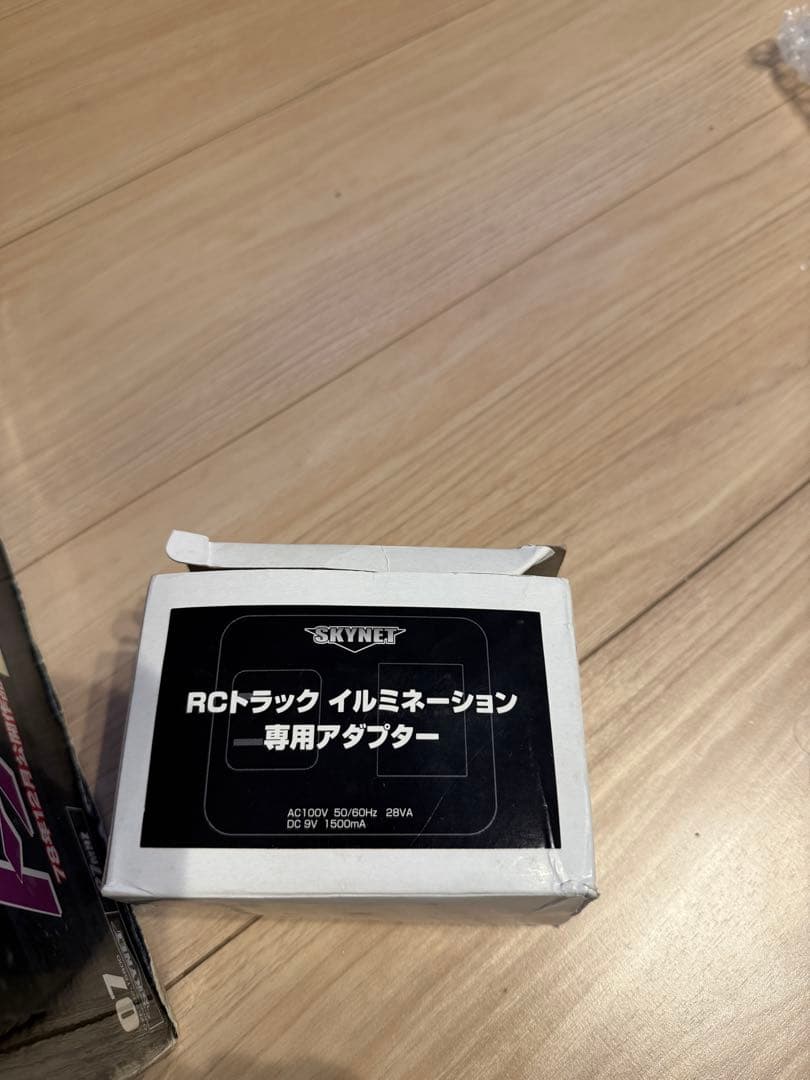 SKYNET
RCトラック イルミネーション
専用アダプター
AC100V 50/60Hz 28VA
DC 9V 1500mA
07